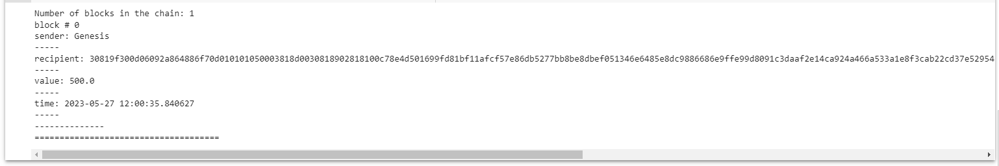 Number of blocks in the chain: 1
block # 0
sender: Genesis
-----
recipient: 30819f300d06092a864886f70d010101050003818d0030818902818100c78e4d501699fd81bf11afcf57e86db5277bb8be8dbef051346e6485e8dc9886686e9ffe99d8091c3daaf2e14ca924a466a533a1e8f3cab22cd37e52954
-----
value: 500.0
-----
time: 2023-05-27 12:00:35.840627
-----
--------------
=====================================